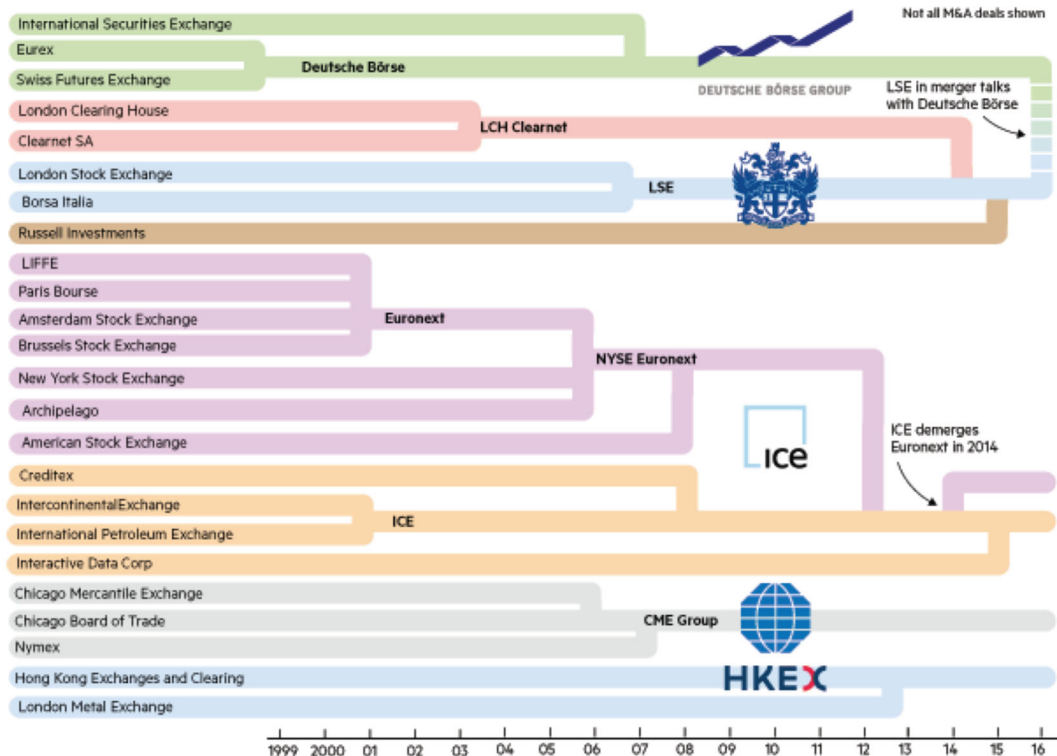 Not all M&A deals shown
International Securities Exchange
Eurex
Deutsche Börse
Swiss Futures Exchange
DEUTSCHE BÖRSE GROUP
LSE in merger talks
with Deutsche Börse
London Clearing House
LCH Clearnet
Clearnet SA
London Stock Exchange
LSE
Borsa Italia
Russell Investments
LIFFE
Paris Bourse
Amsterdam Stock Exchange
Euronext
Brussels Stock Exchange
NYSE Euronext
New York Stock Exchange
Archipelago
American Stock Exchange
ice
ICE demerges
Euronext in 2014
Creditex
IntercontinentalExchange
ICE
International Petroleum Exchange
Interactive Data Corp
Chicago Mercantile Exchange
Chicago Board of Trade
CME Group
Nymex
Hong Kong Exchanges and Clearing
HKEX
London Metal Exchange
1999 2000 01 02 03 04 05 06 07 08 09 10 11 12 13 14 15 16